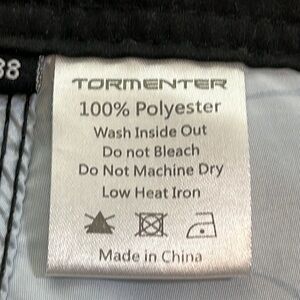 38
TORMENTER
100% Polyester
Wash Inside Out
Do not Bleach
Do Not Machine Dry
Low Heat Iron
Made in China